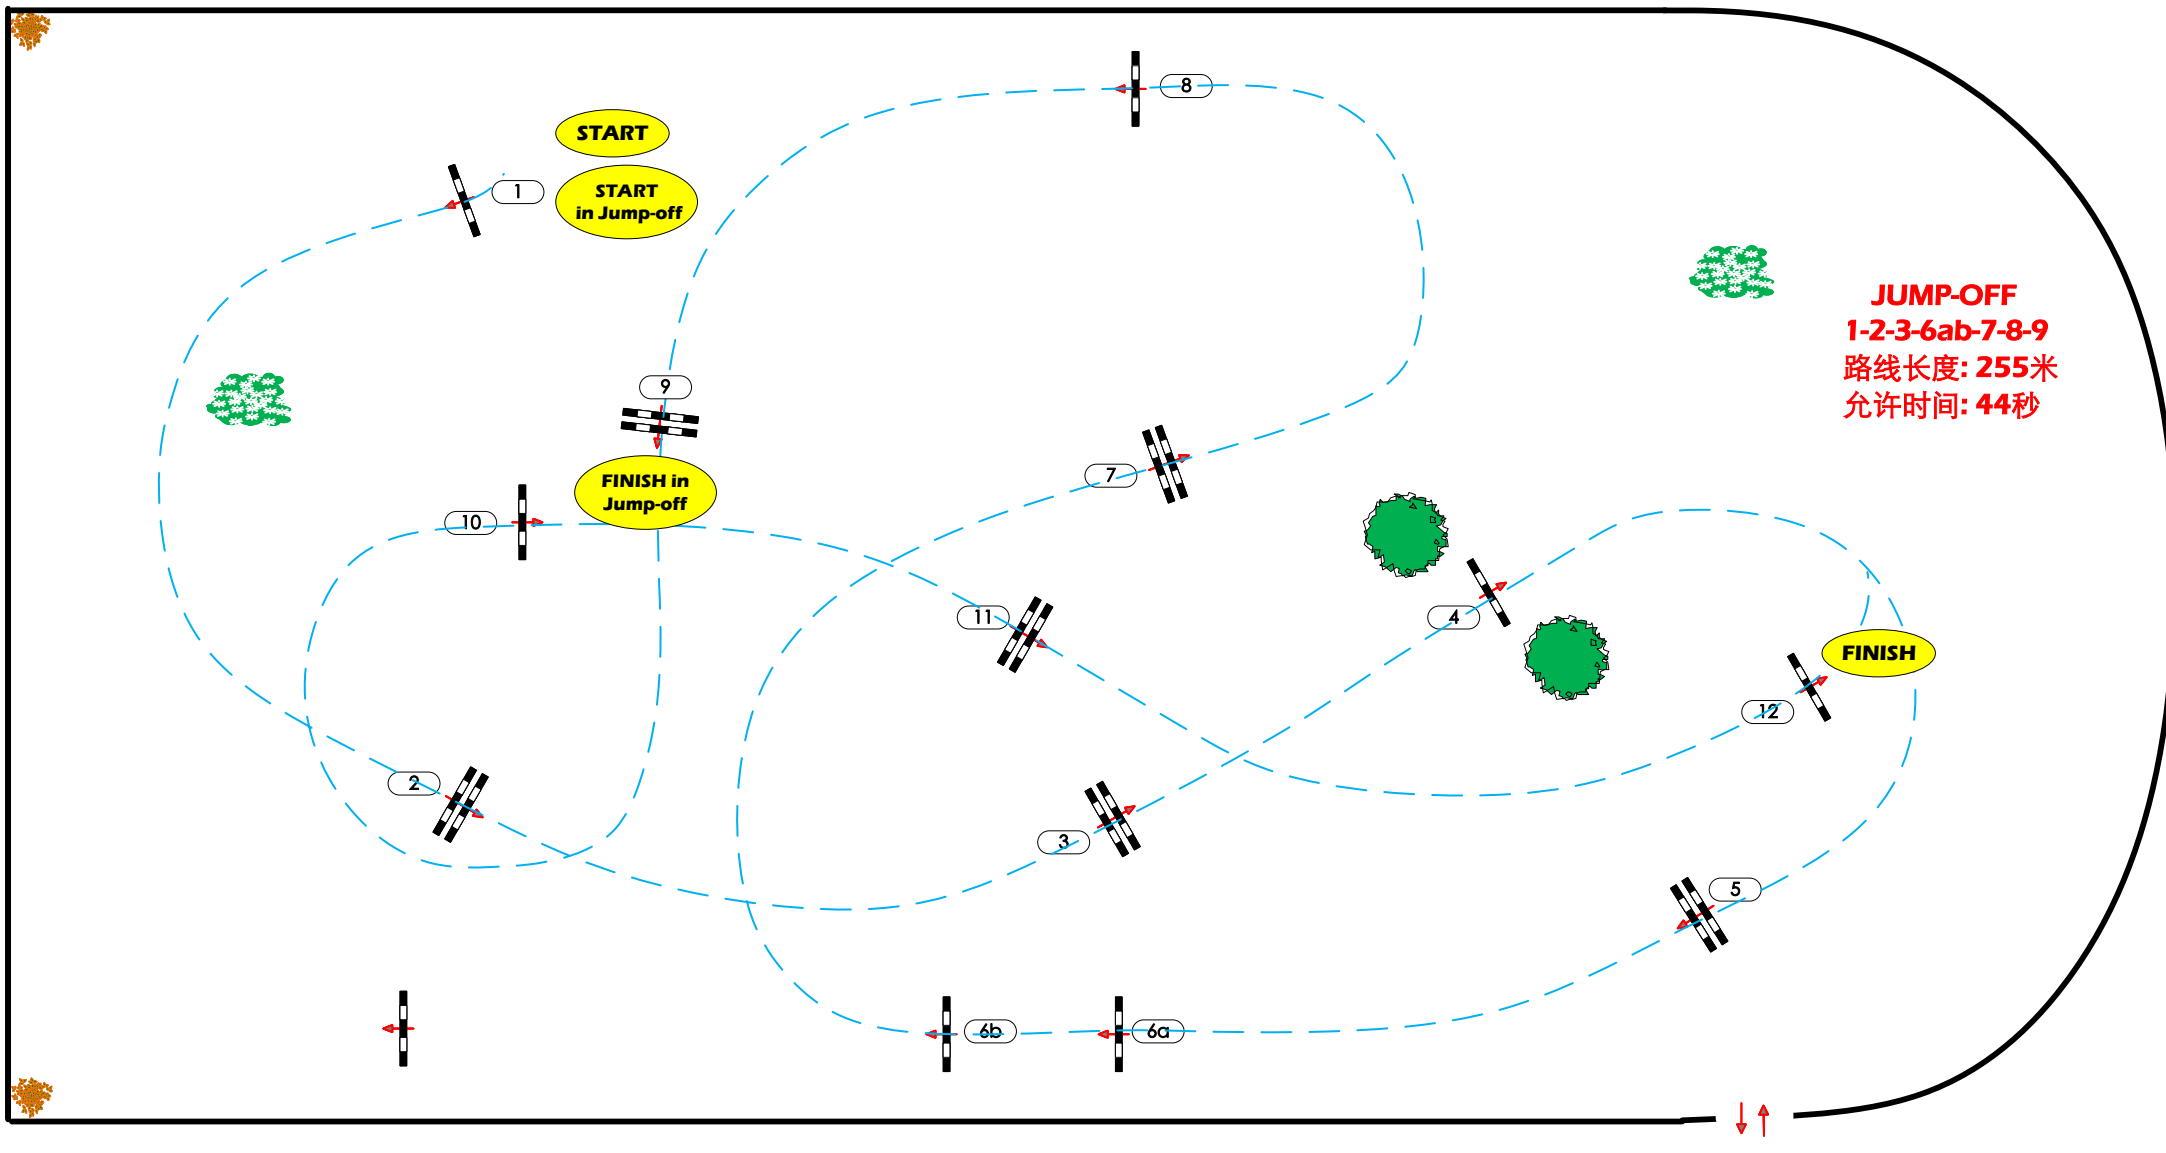 8
START
1
START
in Jump-off
JUMP-OFF
1-2-3-6ab-7-8-9
路线长度: 255米
允许时间: 44秒
9
7
FINISH in
Jump-off
10
11
4
FINISH
12
2
3
5
6b
6a